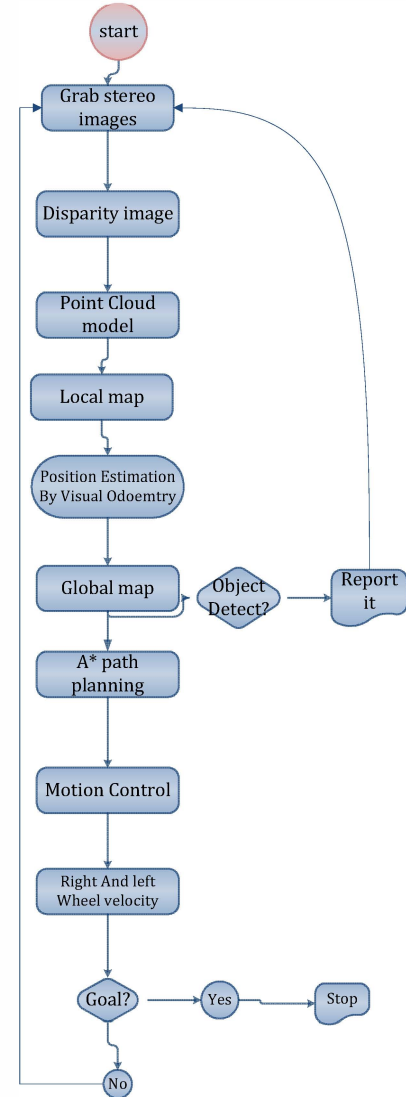 start
Grab stereo
images
Disparity image
Point Cloud
model
Local map
Position Estimation
By Visual Odoemtry
Global map
Object
Detect?
Report
it
A* path
planning
Motion Control
Right And left
Wheel velocity
Goal?
Yes
Stop
No